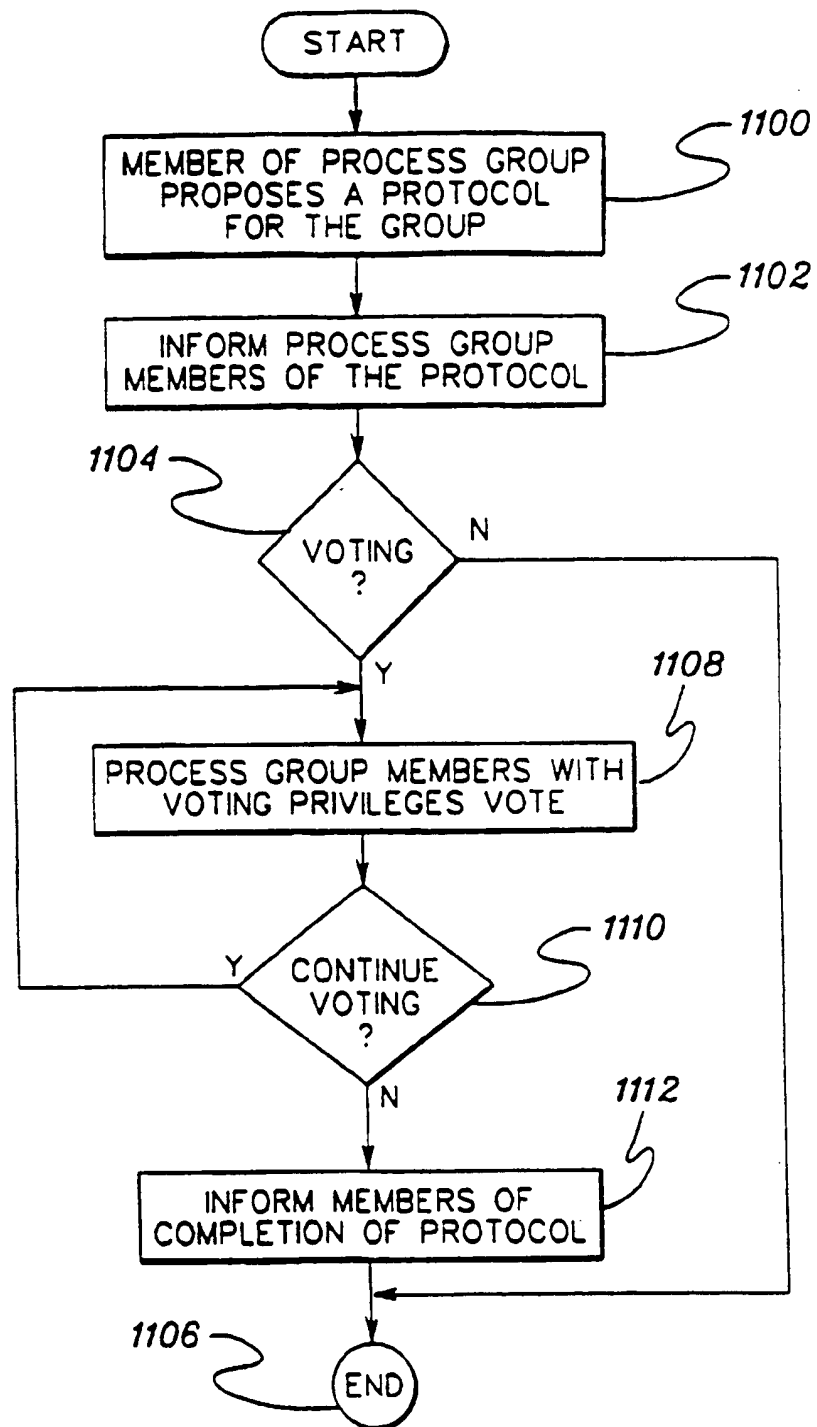 START
1100
MEMBER OF PROCESS GROUP
PROPOSES A PROTOCOL
FOR THE GROUP
1102
INFORM PROCESS GROUP
MEMBERS OF THE PROTOCOL
1104
VOTING
?
N
Y
1108
PROCESS GROUP MEMBERS WITH
VOTING PRIVILEGES VOTE
1110
Y
CONTINUE
VOTING
?
N
1112
INFORM MEMBERS OF
COMPLETION OF PROTOCOL
1106
END